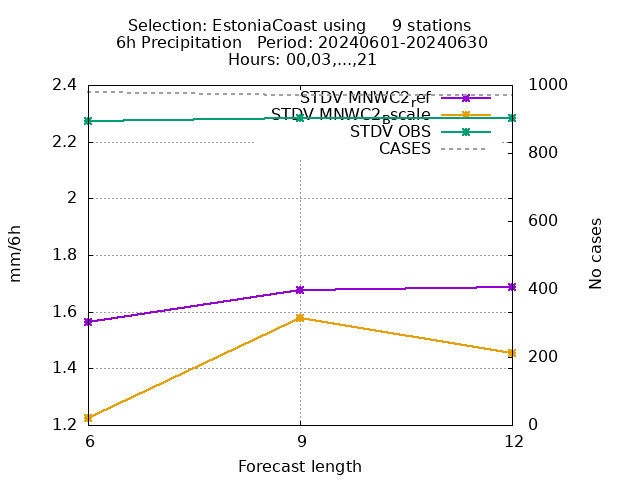 Selection: EstoniaCoast using     9 stations
6h Precipitation   Period: 20240601-20240630
Hours: 00,03,...,21
2.4
2.2
2
1.8
1.6
1.4
1.2
mm/6h
STDV MNWC2ref
STDV MNWC2Bscale
STDV OBS
CASES
1000
800
600
400
200
0
No cases
6
9
12
Forecast length